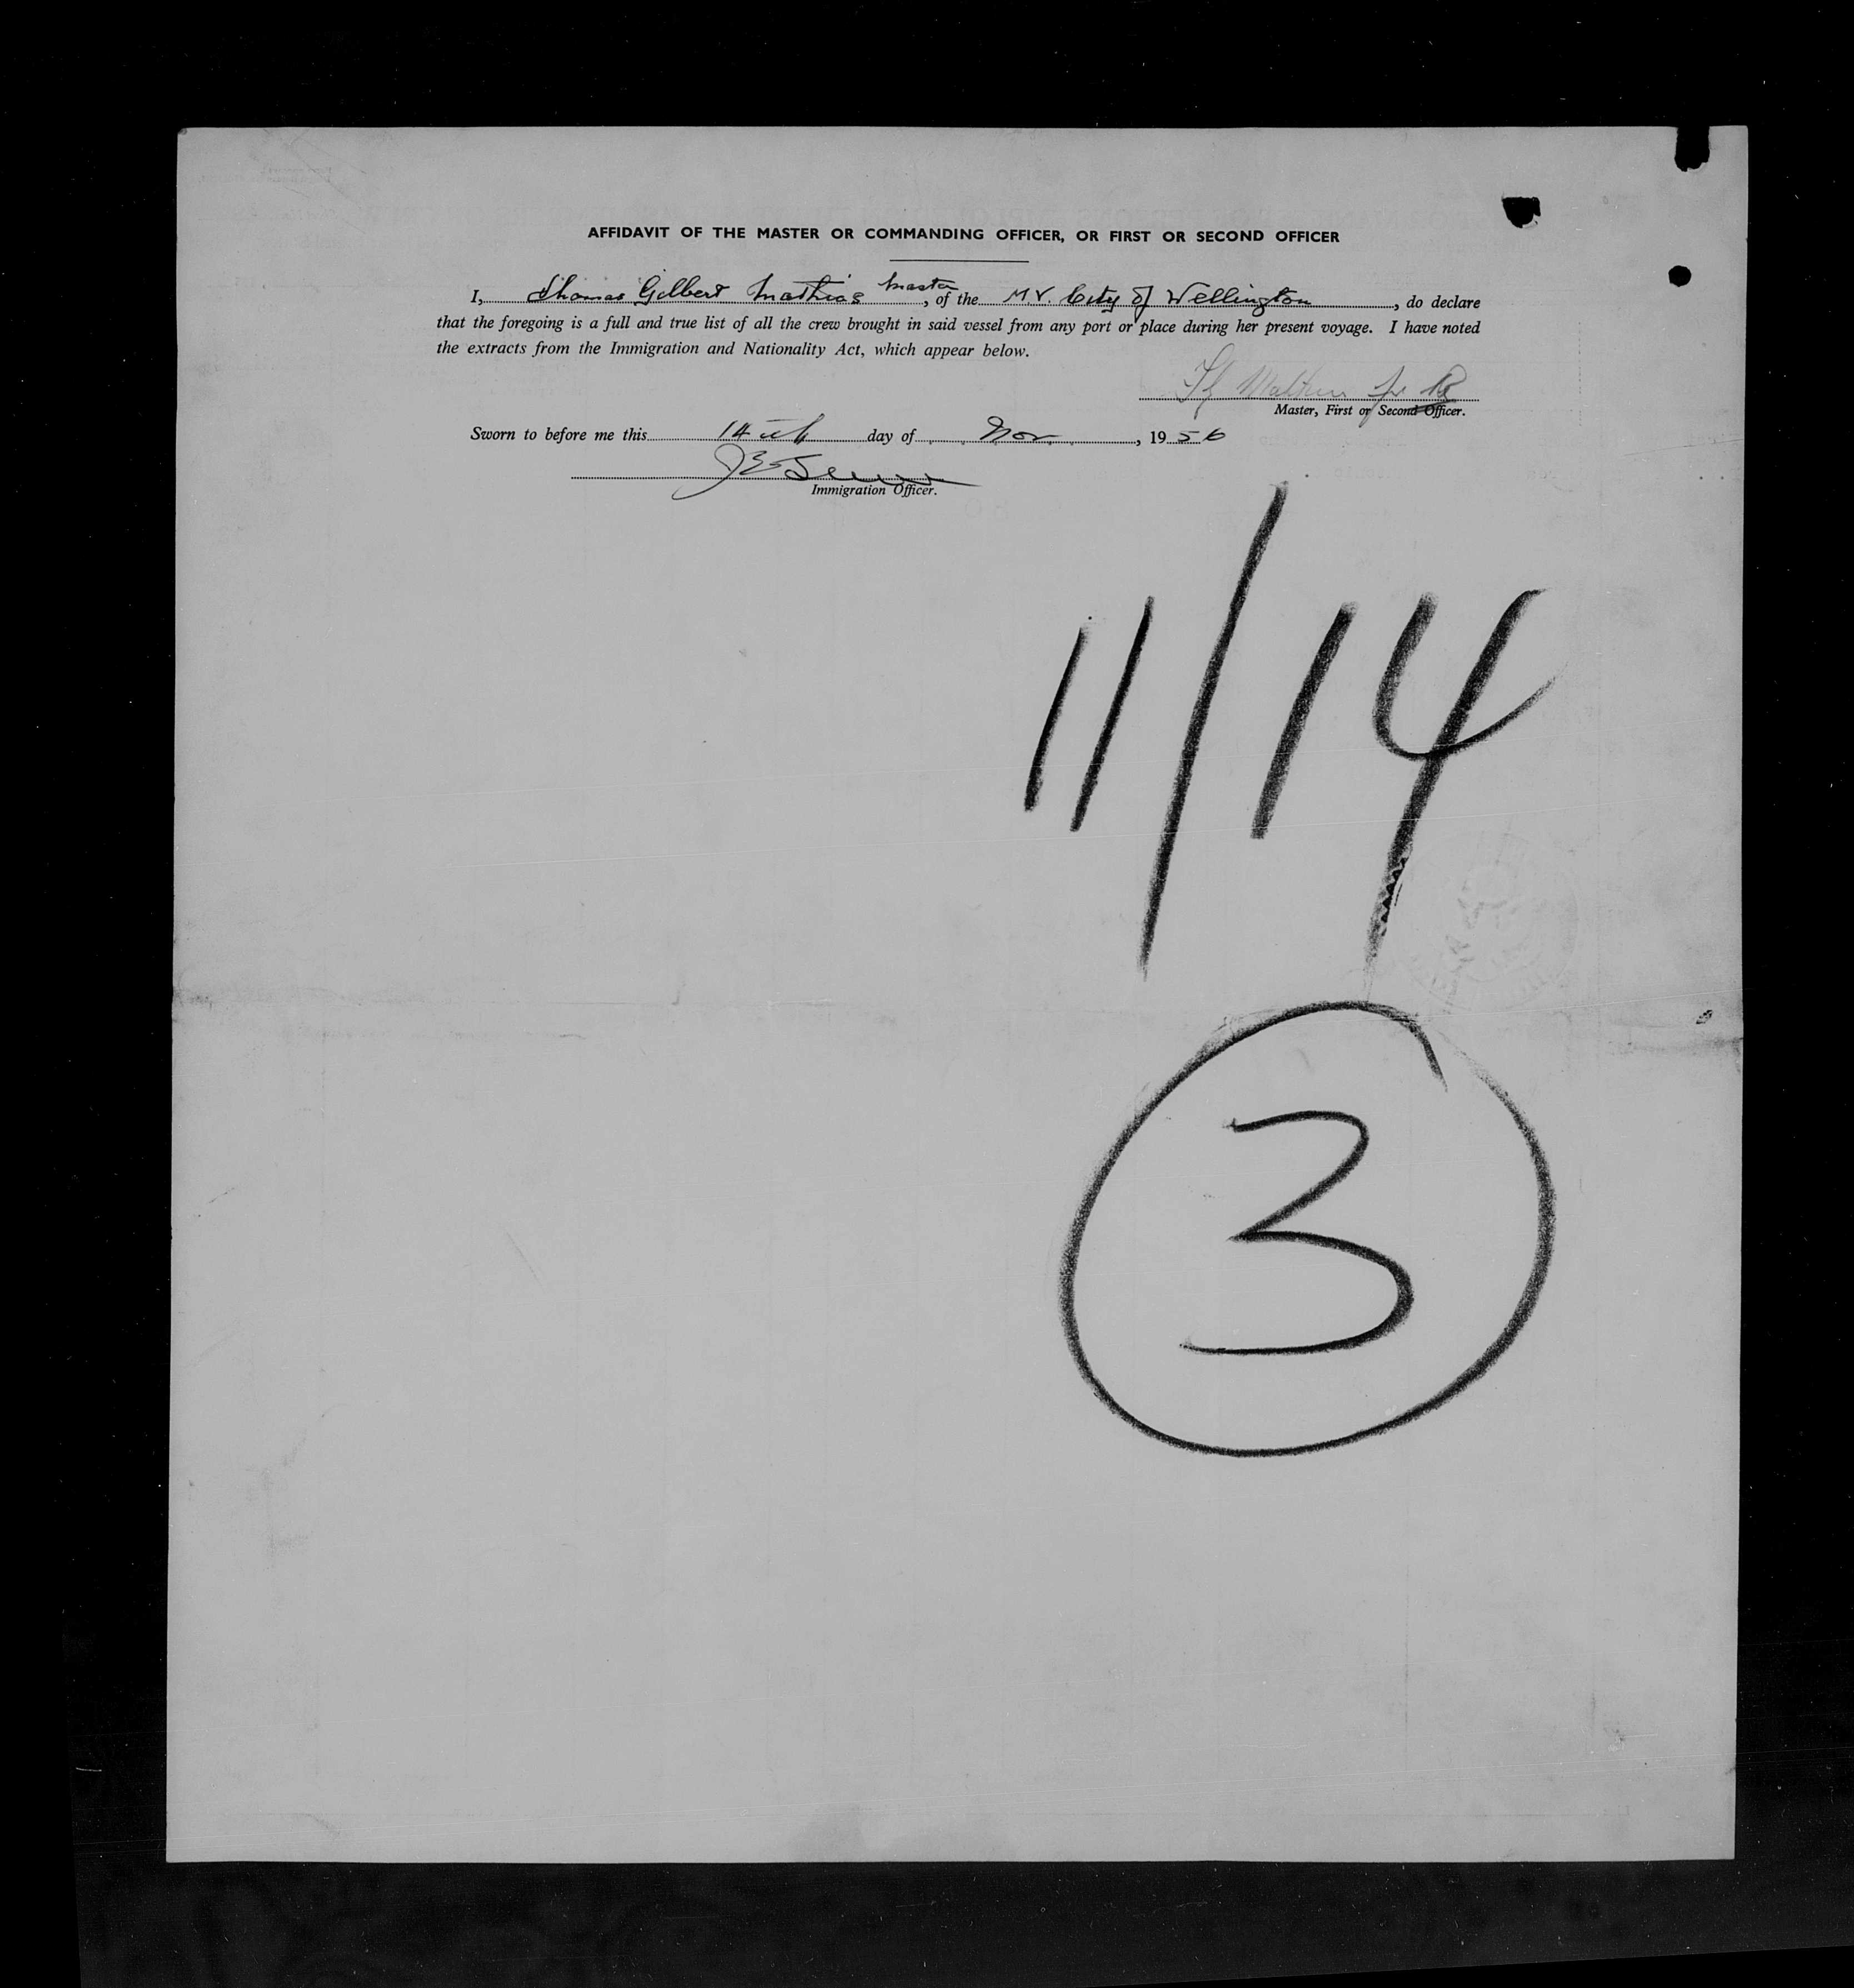 AFFIDAVIT OF THE MASTER OR COMMANDING OFFICER, OR FIRST OR SECOND OFFICER
I, Thomas Gilbert Mathias Master, of the M.V. City of Wellington, do declare
that the foregoing is a full and true list of all the crew brought in said vessel from any port or place during her present voyage. I have noted
the extracts from the Immigration and Nationality Act, which appear below.
Master, First or Second Officer.
Sworn to before me this 14th day of Nov., 1956
Immigration Officer.
11/14
3